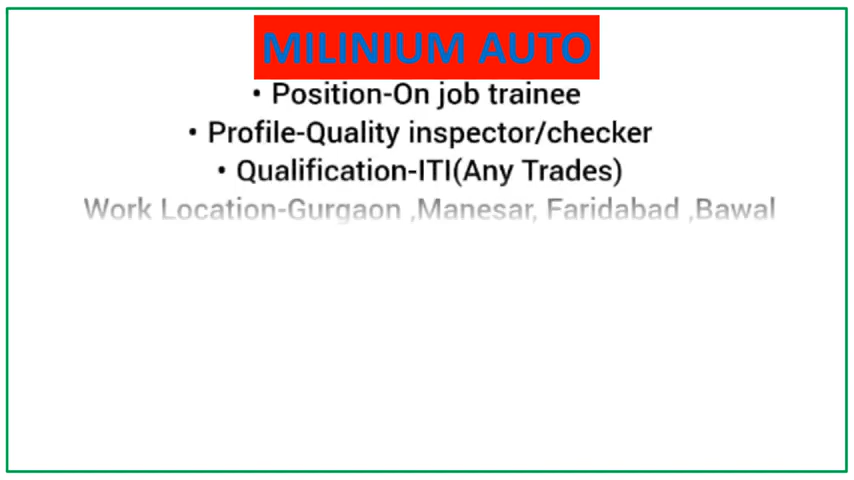 MILINIUM AUTO
• Position-On job trainee
• Profile-Quality inspector/checker
• Qualification-ITI(Any Trades)
Work Location-Gurgaon ,Manesar, Faridabad ,Bawal